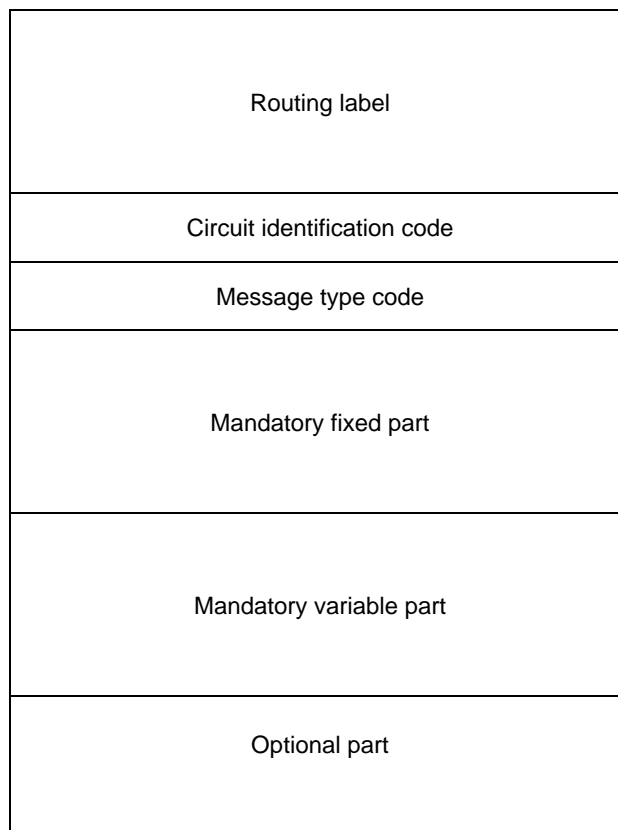 Routing label
Circuit identification code
Message type code
Mandatory fixed part
Mandatory variable part
Optional part